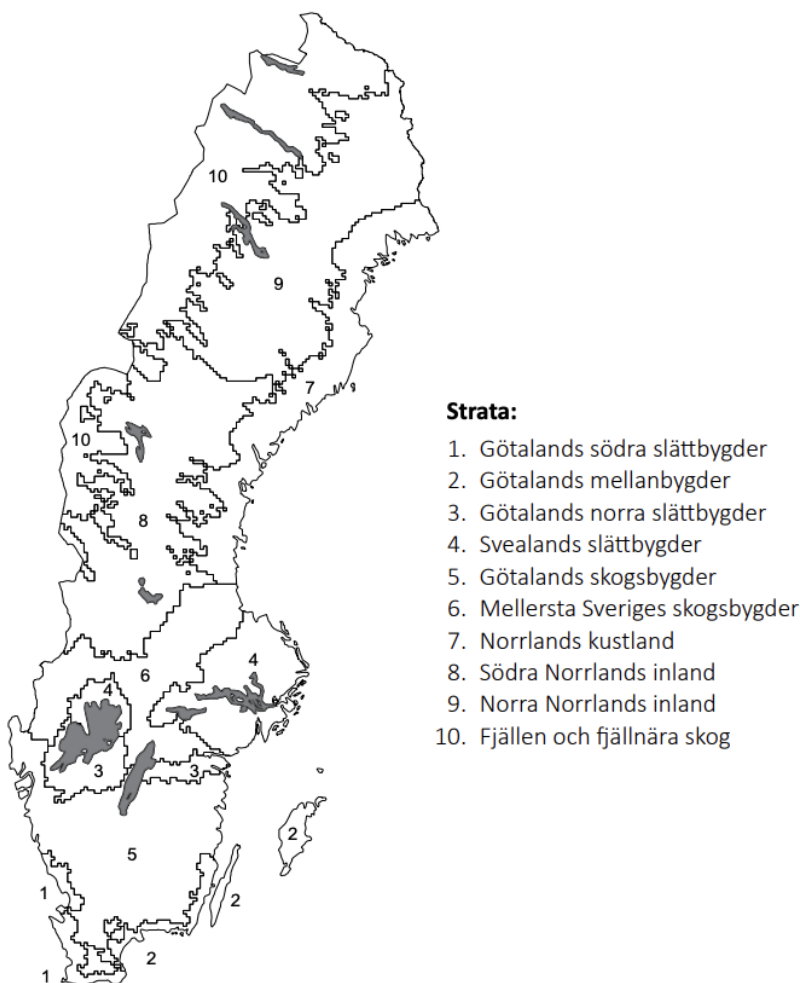 10
9
7
10
8
4
6
4
3
3
2
5
1
2
2
1
Strata:
1. Götalands södra slättbygder
2. Götalands mellanbygder
3. Götalands norra slättbygder
4. Svealands slättbygder
5. Götalands skogsbygder
6. Mellersta Sveriges skogsbygder
7. Norrlands kustland
8. Södra Norrlands inland
9. Norra Norrlands inland
10. Fjällen och fjällnära skog